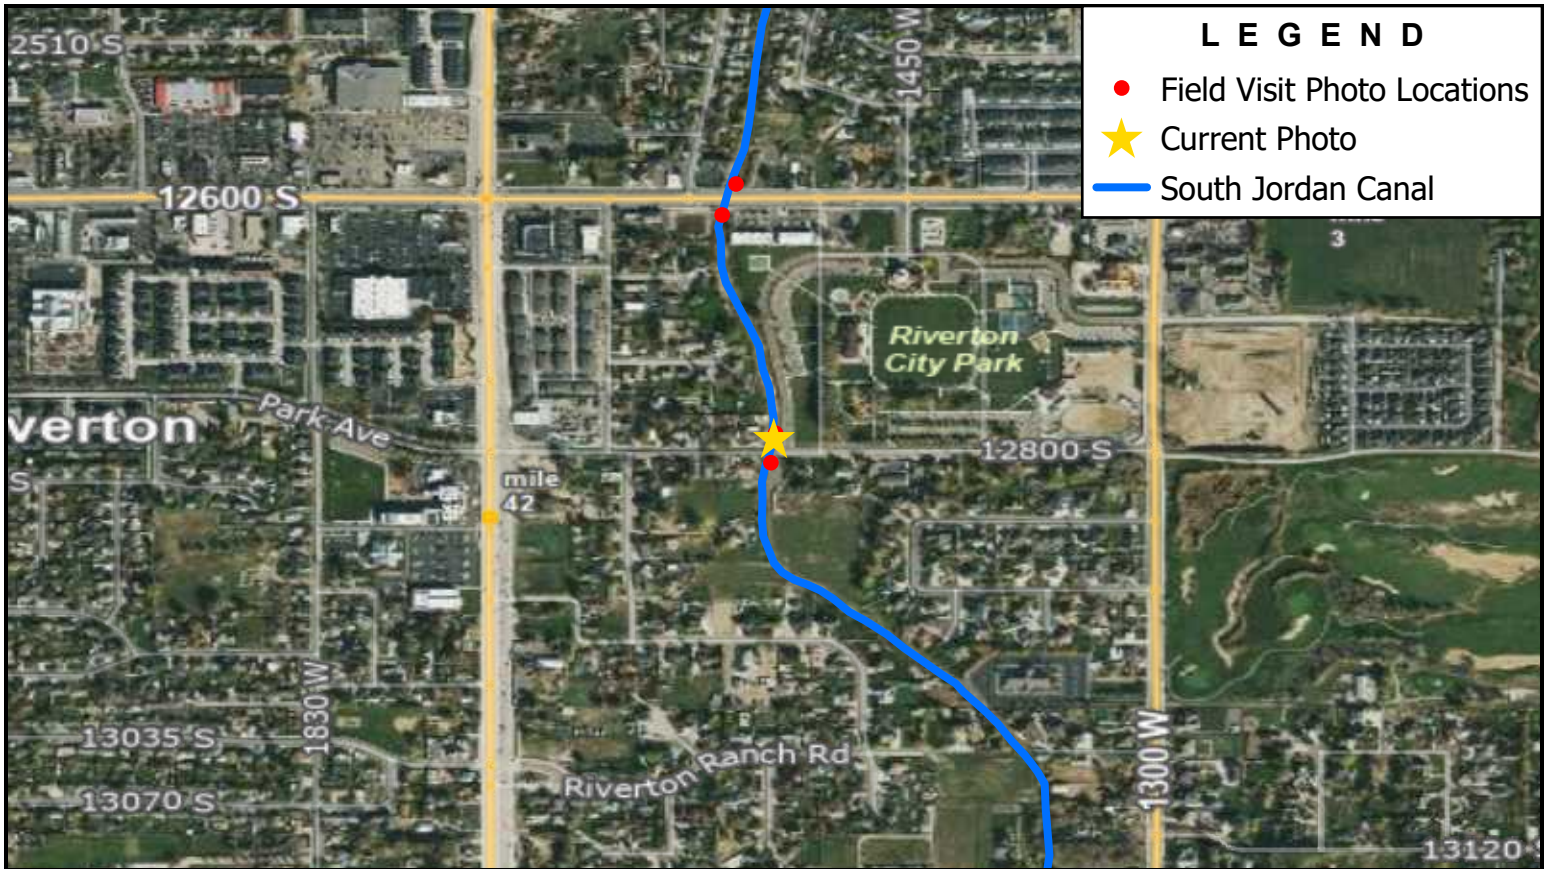 2510 S
1450 W
L E G E N D
Field Visit Photo Locations
Current Photo
South Jordan Canal
12600 S
3
Riverton
City Park
Park Ave
verton
12800 S
S
mile
42
1830 W
13035 S
Riverton Ranch Rd
1300 W
13070 S
13120 S